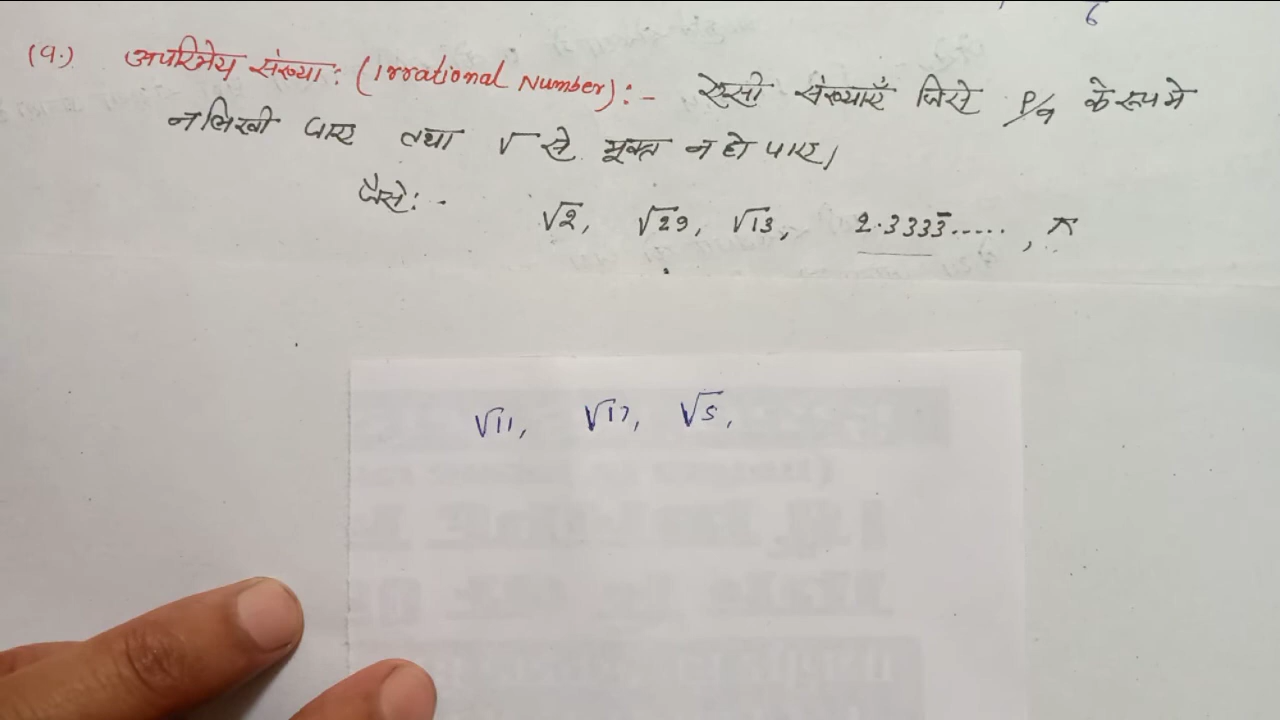 6
(9.) अपरिमेय संख्या: (Irrational Number) :- ऐसी संख्याएँ जिसे P/q के रूप में
न लिखी जाए तथा √ से मुक्त न हो पाए।
जैसे:- √2, √29, √13, 2.3333̅....., π
√11, √17, √5,